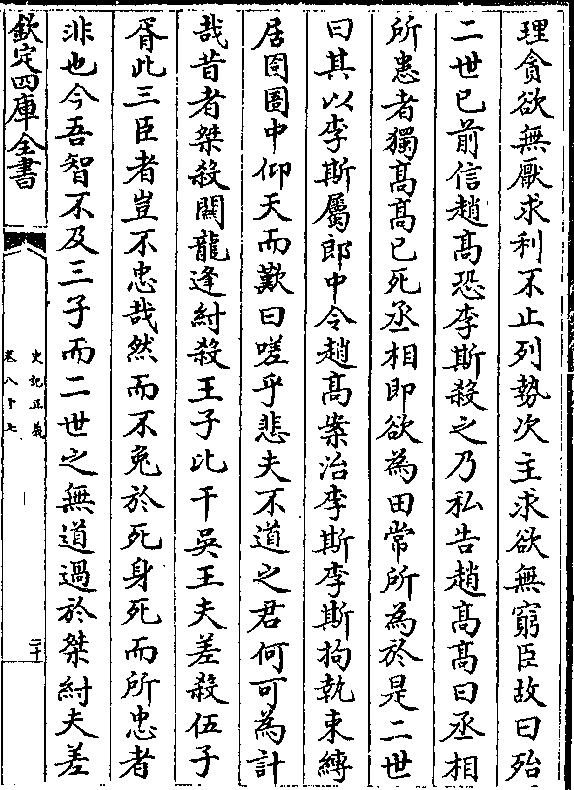 理貪欲無厭求利不止列勢次主求欲無窮臣故曰殆
二世已前信趙髙恐李斯殺之乃私告趙髙髙曰丞相
所患者獨髙髙已死丞相即欲為田常所為於是二世
曰其以李斯屬郎中令趙髙案治李斯李斯拘執束縛
居囹圄中仰天而歎曰嗟乎悲夫不道之君何可為計
哉昔者桀殺闗龍逢紂殺王子比干吳王夫差殺伍子
胥此三臣者豈不忠哉然而不免於死身死而所忠者
非也今吾智不及三子而二世之無道過於桀紂夫差
欽定四庫全書
史記正義
卷八十七
二十